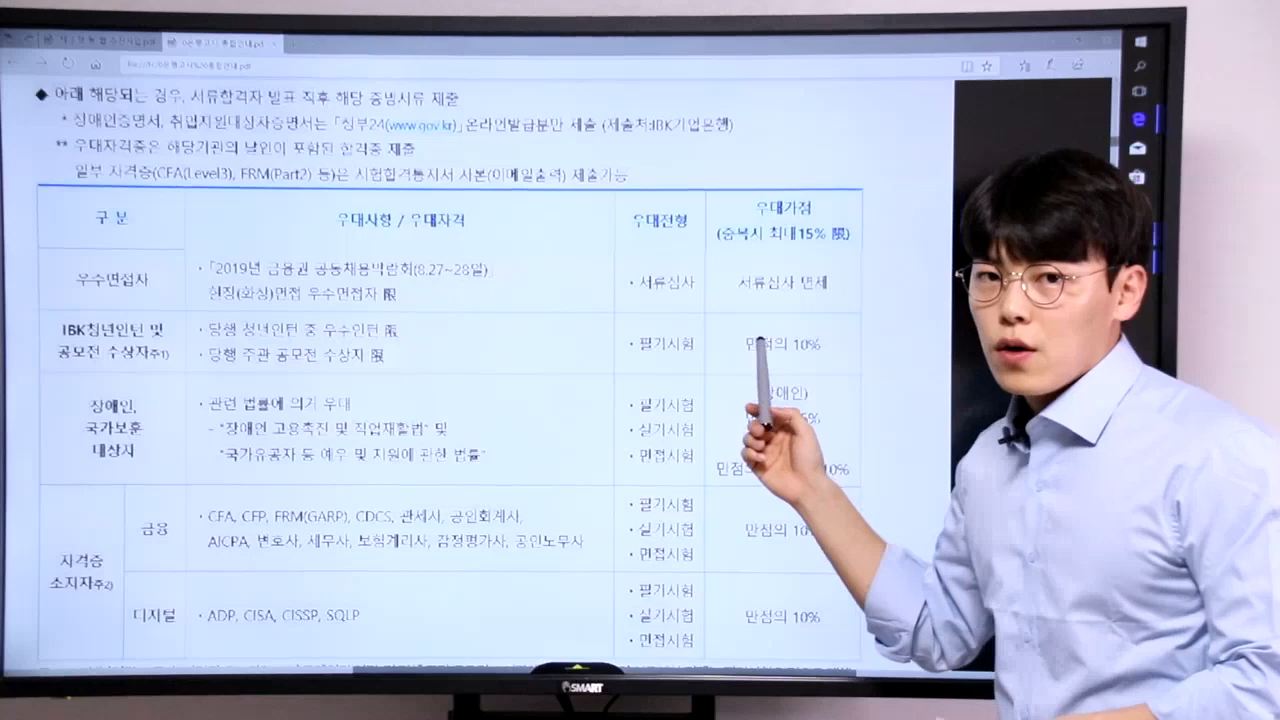 ◆ 아래 해당되는 경우, 서류합격자 발표 직후 해당 증빙서류 제출
* 장애인증명서, 취업지원대상자증명서는 「정부24(www.gov.kr)」온라인발급분만 제출 (제출처:IBK기업은행)
** 우대자격증은 해당기관의 날인이 포함된 합격증 제출
일부 자격증(CFA(Level3), FRM(Part2) 등)은 시험합격통지서 사본(이메일출력) 제출가능
구 분 우대사항 / 우대자격 우대전형 우대가점
(중복시 최대15% 限)
우수면접자
・「2019년 금융권 공동채용박람회(8.27~28일)」
현장(화상)면접 우수면접자 限
・서류심사 서류심사 면제
IBK청년인턴 및
공모전 수상자주1)
・당행 청년인턴 중 우수인턴 限
・당행 주관 공모전 수상자 限
・필기시험 만점의 10%
장애인,
국가보훈
대상자
・관련 법률에 의거 우대
- "장애인 고용촉진 및 직업재활법" 및
"국가유공자 등 예우 및 지원에 관한 법률"
・필기시험
・실기시험
・면접시험
자격증
소지자주2)
금융
・CFA, CFP, FRM(GARP), CDCS, 관세사, 공인회계사,
AICPA, 변호사, 세무사, 보험계리사, 감정평가사, 공인노무사
・필기시험
・실기시험
・면접시험
만점의 10
디지털
・ADP, CISA, CISSP, SQLP
・필기시험
・실기시험
・면접시험
만점의 10%
SMART